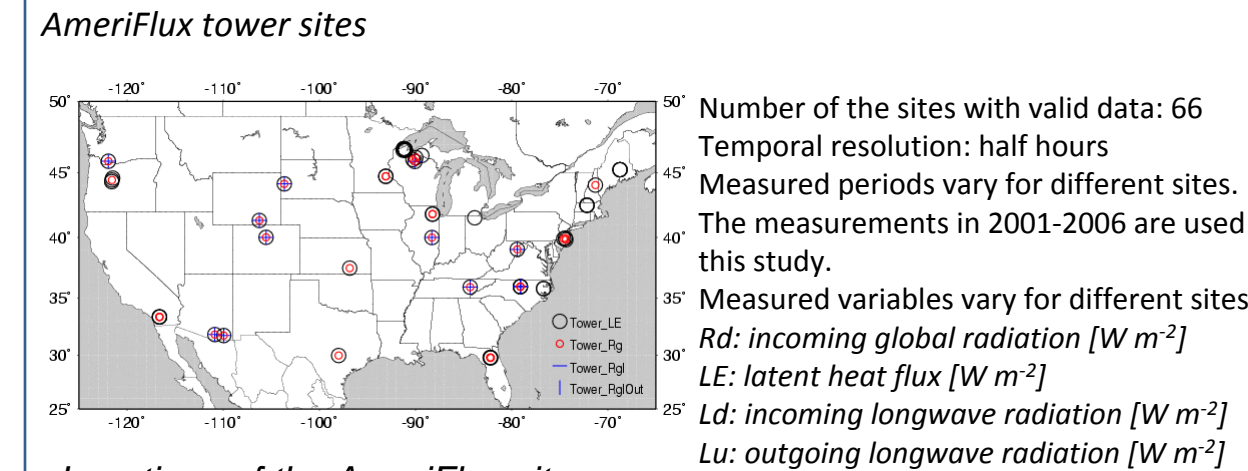 AmeriFlux tower sites
-120˚ -110˚ -100˚ -90˚ -80˚ -70˚
50˚ 50˚
45˚ 45˚
40˚ 40˚
35˚ 35˚
30˚ 30˚
25˚ 25˚
Tower_LE
Tower_Rg
Tower_Rgl
Tower_RglOut
-120˚ -110˚ -100˚ -90˚ -80˚ -70˚
Number of the sites with valid data: 66
Temporal resolution: half hours
Measured periods vary for different sites.
The measurements in 2001-2006 are used
this study.
Measured variables vary for different sites
Rd: incoming global radiation [W m-2]
LE: latent heat flux [W m-2]
Ld: incoming longwave radiation [W m-2]
Lu: outgoing longwave radiation [W m-2]